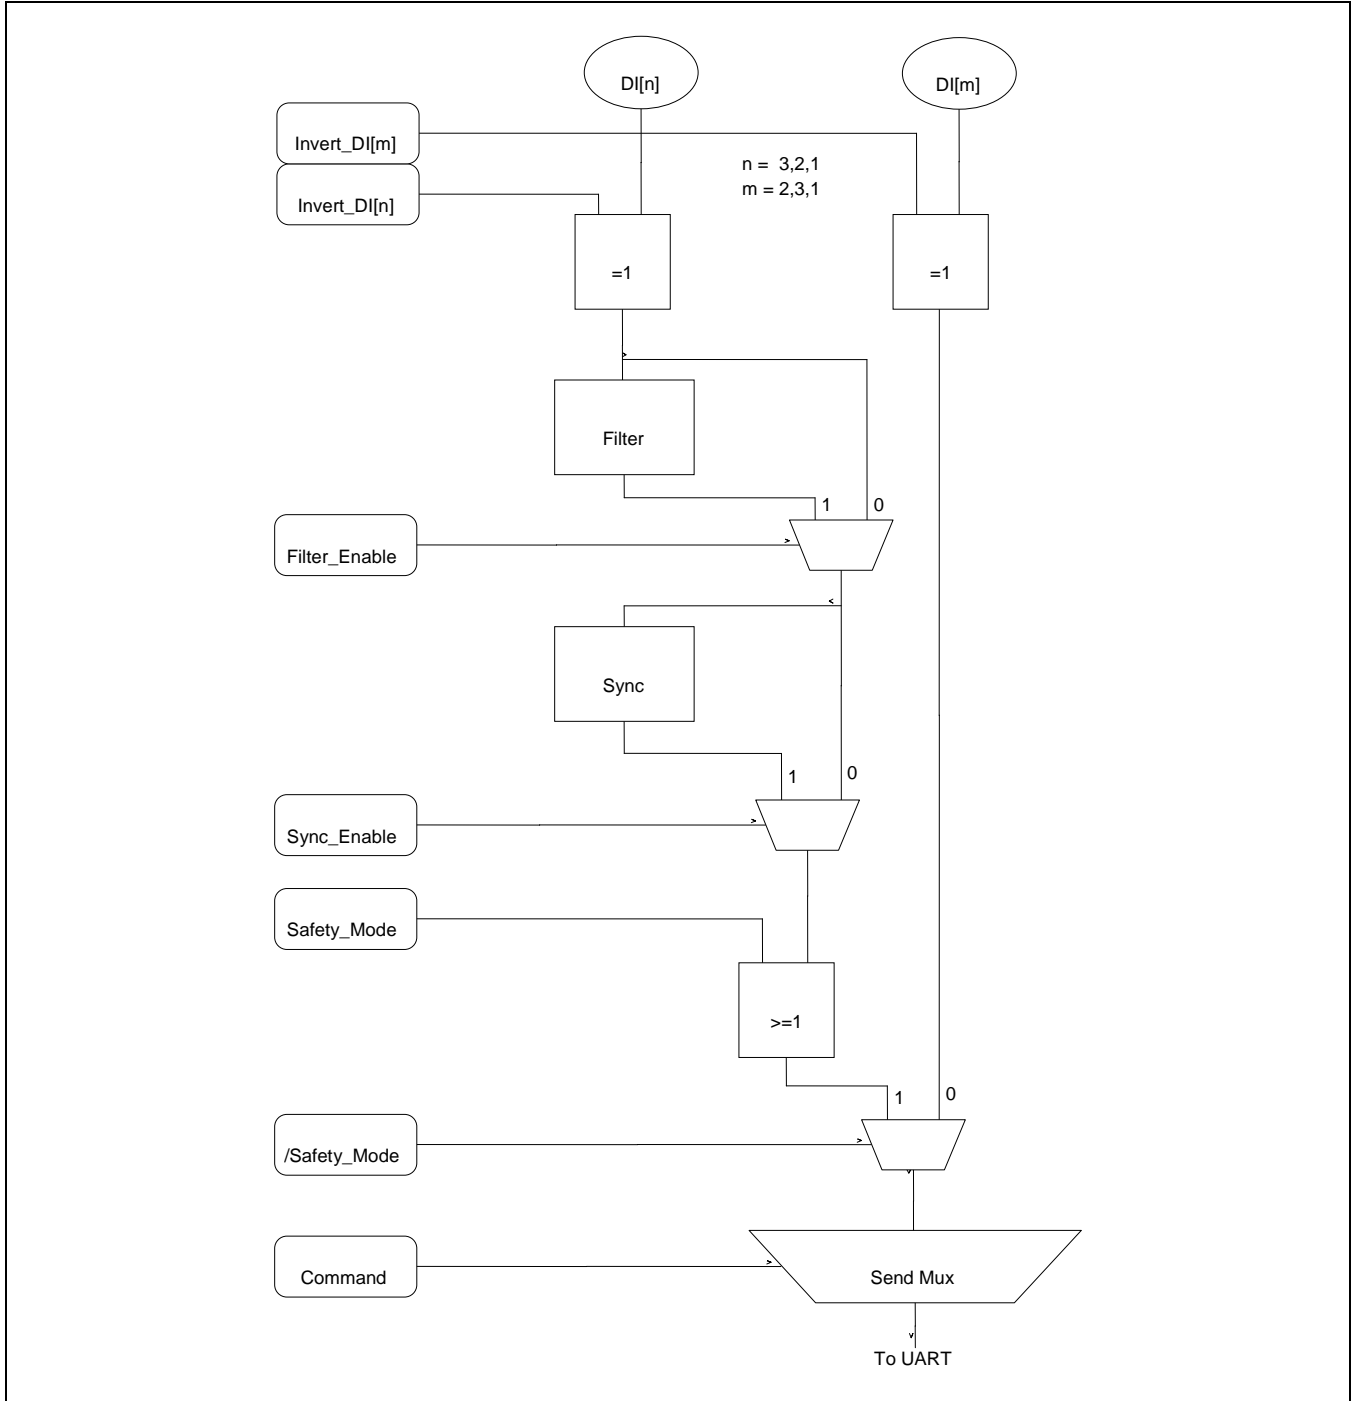 DI[n]
DI[m]
Invert_DI[m]
n =  3,2,1
m = 2,3,1
Invert_DI[n]
=1
=1
Filter
1
0
Filter_Enable
Sync
1
0
Sync_Enable
Safety_Mode
>=1
1
0
/Safety_Mode
Command
Send Mux
To UART